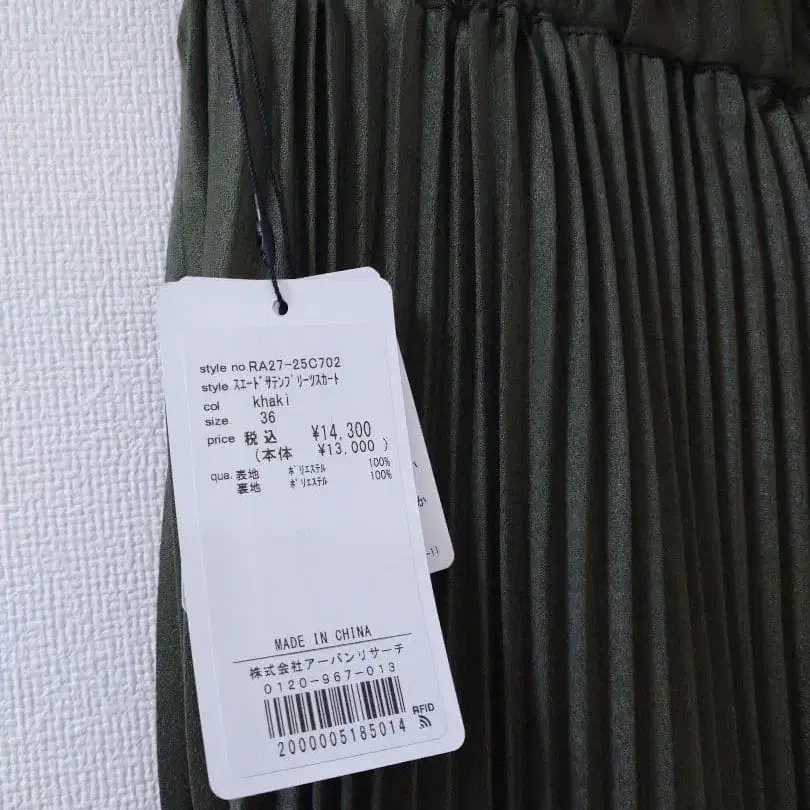 style no RA27-25C702
style. ｽｴｰﾄﾞｻﾃﾝﾌﾟﾘｰﾂｽｶｰﾄ
col khaki
size. 36
price 税込 ¥14,300
(本体 ¥13,000 )
qua. 表地 ﾎﾟﾘｴｽﾃﾙ 100%
裏地 ﾎﾟﾘｴｽﾃﾙ 100%
か
-11
MADE IN CHINA
株式会社アーバンリサーチ
0120-967-013
RFID
2000005185014